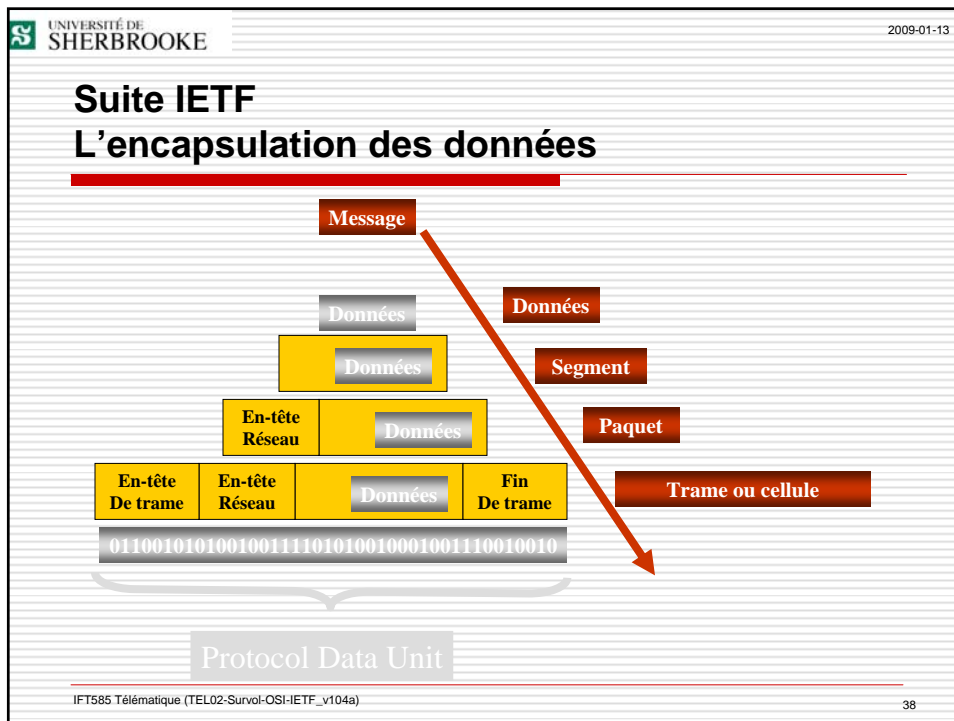 UNIVERSITÉ DE
SHERBROOKE
2009-01-13
Suite IETF
L'encapsulation des données
Message
Données
Données
Données
Segment
En-tête
Réseau
Données
Paquet
En-tête
De trame
En-tête
Réseau
Données
Fin
De trame
Trame ou cellule
0110010101001001111010100100010011110010010
Protocol Data Unit
IFT585 Télématique (TEL02-Survol-OSI-IETF_v104a)
38